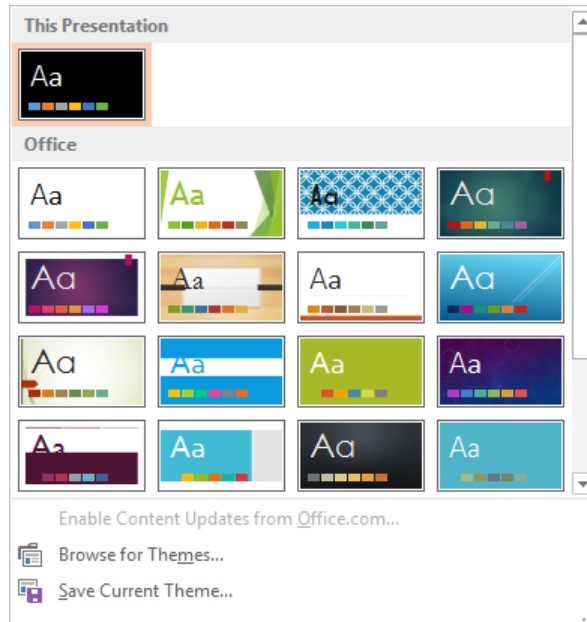 This Presentation
Aa
Office
Aa Aa Aa Aa
Aa Aa Aa Aa
Aa Aa Aa Aa
Aa Aa Aa Aa
Enable Content Updates from Office.com...
Browse for Themes...
Save Current Theme...